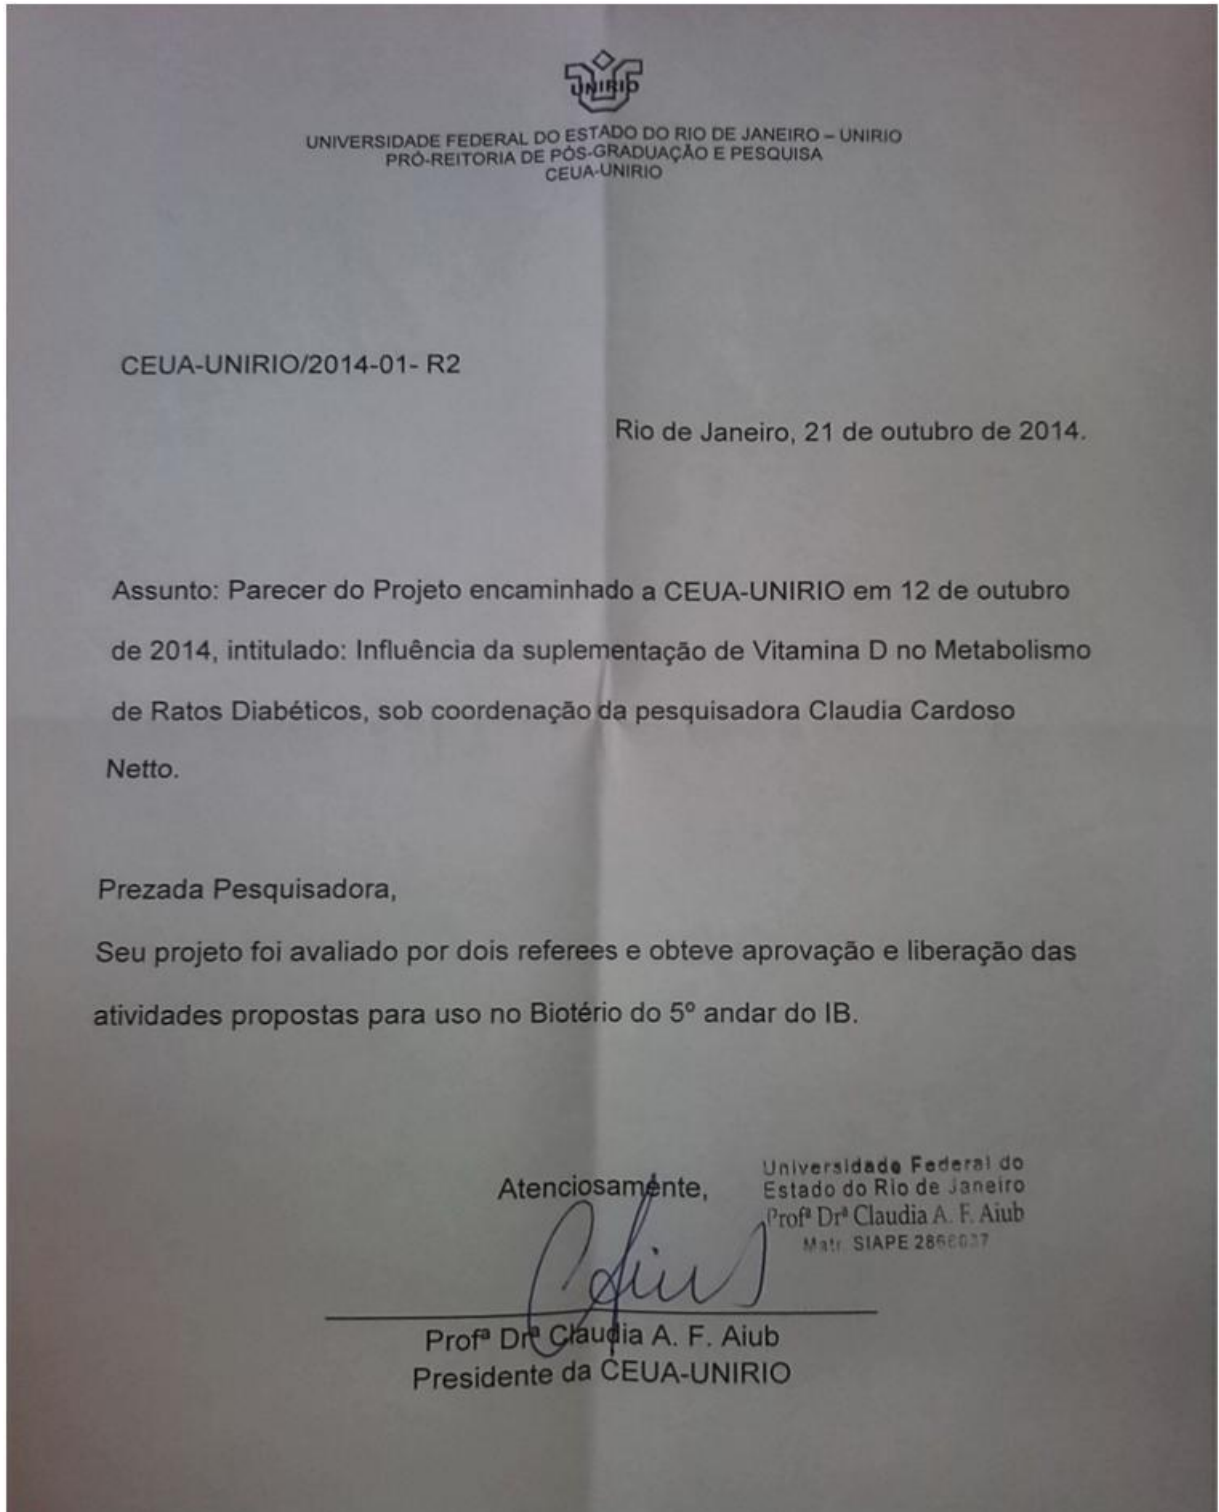 UNIRIO
UNIVERSIDADE FEDERAL DO ESTADO DO RIO DE JANEIRO – UNIRIO
PRÓ-REITORIA DE PÓS-GRADUAÇÃO E PESQUISA
CEUA-UNIRIO
CEUA-UNIRIO/2014-01- R2
Rio de Janeiro, 21 de outubro de 2014.
Assunto: Parecer do Projeto encaminhado a CEUA-UNIRIO em 12 de outubro
de 2014, intitulado: Influência da suplementação de Vitamina D no Metabolismo
de Ratos Diabéticos, sob coordenação da pesquisadora Claudia Cardoso
Netto.
Prezada Pesquisadora,
Seu projeto foi avaliado por dois referees e obteve aprovação e liberação das
atividades propostas para uso no Biotério do 5º andar do IB.
Atenciosamente,
Universidade Federal do
Estado do Rio de Janeiro
Profª Drª Claudia A. F. Aiub
Matr. SIAPE
Profª Drª Claudia A. F. Aiub
Presidente da CEUA-UNIRIO